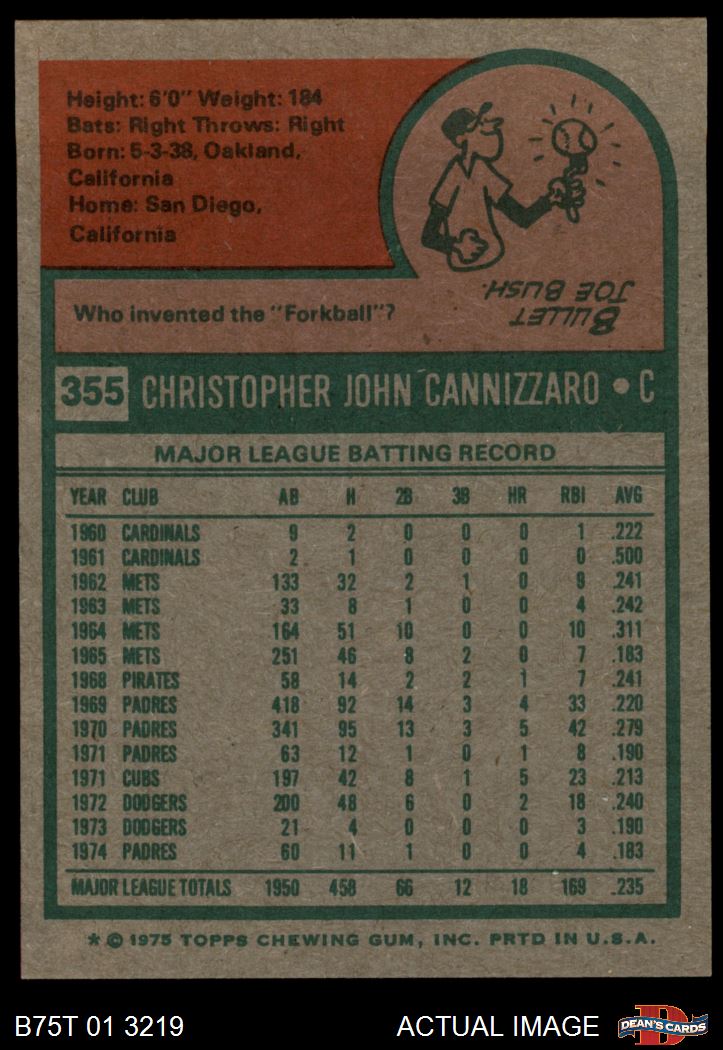 Height: 6'0" Weight: 184
Bats: Right Throws: Right
Born: 5-3-38, Oakland,
California
Home: San Diego,
California
Who invented the "Forkball"?
BULLET
JOE BUSH.
355 CHRISTOPHER JOHN CANNIZZARO • C
MAJOR LEAGUE BATTING RECORD
YEAR CLUB AB H 2B 3B HR RBI AVG
1960 CARDINALS 9 2 0 0 0 1 .222
1961 CARDINALS 2 1 0 0 0 0 .500
1962 METS 133 32 2 1 0 9 .241
1963 METS 33 8 1 0 0 4 .242
1964 METS 164 51 10 0 0 10 .311
1965 METS 251 46 8 2 0 7 .183
1968 PIRATES 58 14 2 2 1 7 .241
1969 PADRES 418 92 14 3 4 33 .220
1970 PADRES 341 95 13 3 5 42 .279
1971 PADRES 63 12 1 0 1 8 .190
1971 CUBS 197 42 8 1 5 23 .213
1972 DODGERS 200 48 6 0 2 18 .240
1973 DODGERS 21 4 0 0 0 3 .190
1974 PADRES 60 11 1 0 0 4 .183
MAJOR LEAGUE TOTALS 1950 458 66 12 18 169 .235
* © 1975 TOPPS CHEWING GUM, INC. PRTD IN U.S.A.
B75T 01 3219 ACTUAL IMAGE
D
DEAN'S CARDS